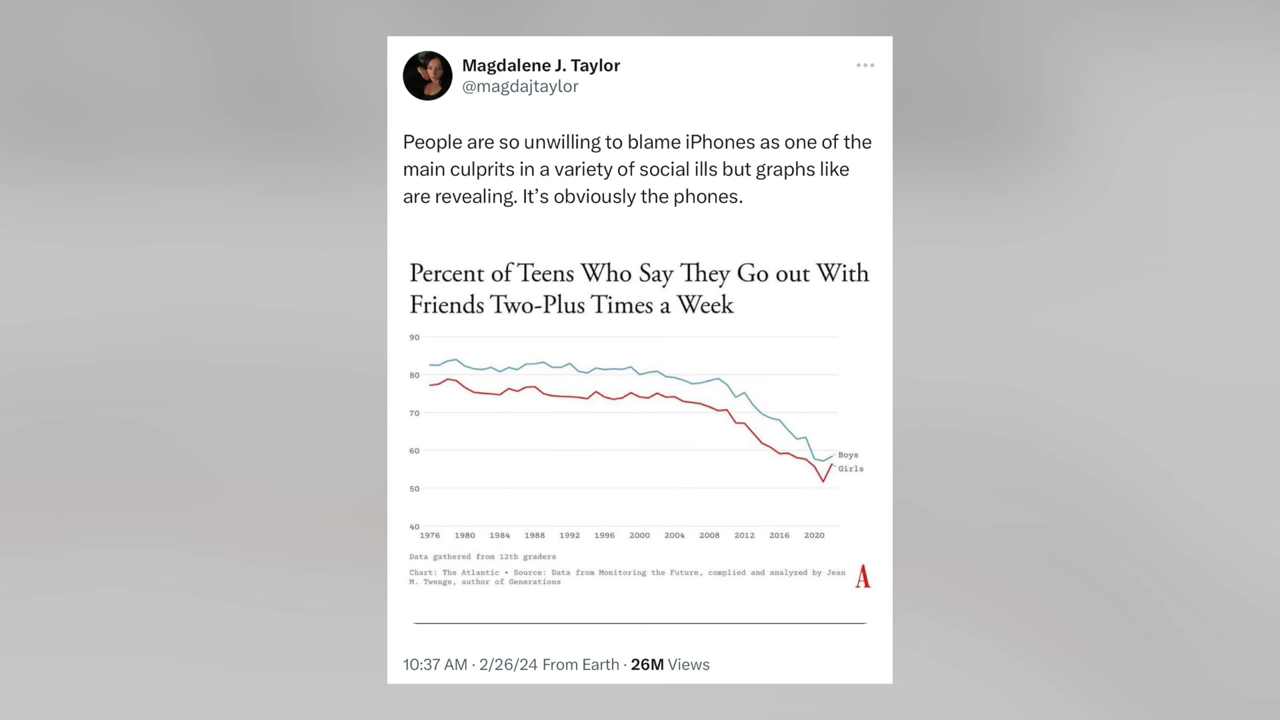 Magdalene J. Taylor
@magdajtaylor
People are so unwilling to blame iPhones as one of the
main culprits in a variety of social ills but graphs like
are revealing. It’s obviously the phones.
Percent of Teens Who Say They Go out With
Friends Two-Plus Times a Week
90
80
70
60
50
40
Boys
Girls
1976 1980 1984 1988 1992 1996 2000 2004 2008 2012 2016 2020
Data gathered from 12th graders
Chart: The Atlantic • Source: Data from Monitoring the Future, complied and analyzed by Jean
M. Twenge, author of Generations
A
10:37 AM · 2/26/24 From Earth · 26M Views